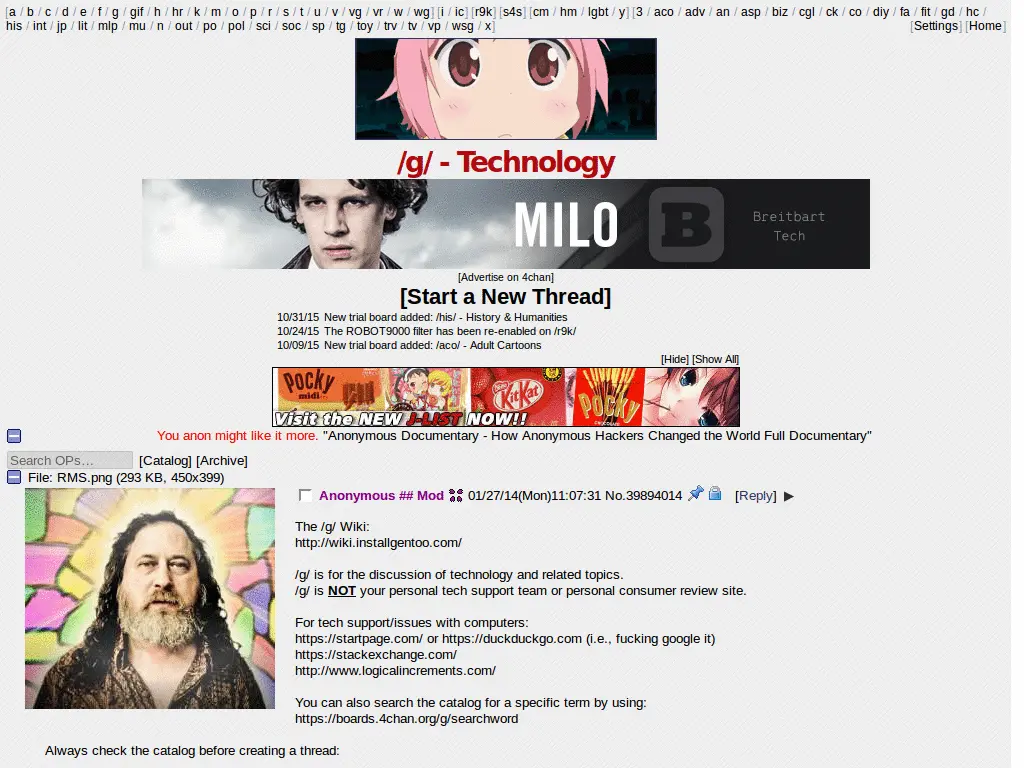 [a / b / c / d / e / f / g / gif / h / hr / k / m / o / p / r / s / t / u / v / vg / vr / w / wg] [i / ic] [r9k] [s4s] [cm / hm / lgbt / y] [3 / aco / adv / an / asp / biz / cgl / ck / co / diy / fa / fit / gd / hc /
his / int / jp / lit / mlp / mu / n / out / po / pol / sci / soc / sp / tg / toy / trv / tv / vp / wsg / x] [Settings] [Home]
/g/ - Technology
MILO B Breitbart
Tech
[Advertise on 4chan]
[Start a New Thread]
10/31/15 New trial board added: /his/ - History & Humanities
10/24/15 The ROBOT9000 filter has been re-enabled on /r9k/
10/09/15 New trial board added: /aco/ - Adult Cartoons
[Hide] [Show All]
POCKY midi KitKat POCKY
CHOCOLATE
Visit the NEW J-LIST NOW!!
You anon might like it more. "Anonymous Documentary - How Anonymous Hackers Changed the World Full Documentary"
Search OPs… [Catalog] [Archive]
File: RMS.png (293 KB, 450x399)
Anonymous ## Mod 01/27/14(Mon)11:07:31 No.39894014 [Reply] ▶
The /g/ Wiki:
http://wiki.installgentoo.com/
/g/ is for the discussion of technology and related topics.
/g/ is NOT your personal tech support team or personal consumer review site.
For tech support/issues with computers:
https://startpage.com/ or https://duckduckgo.com (i.e., fucking google it)
https://stackexchange.com/
http://www.logicalincrements.com/
You can also search the catalog for a specific term by using:
https://boards.4chan.org/g/searchword
Always check the catalog before creating a thread: